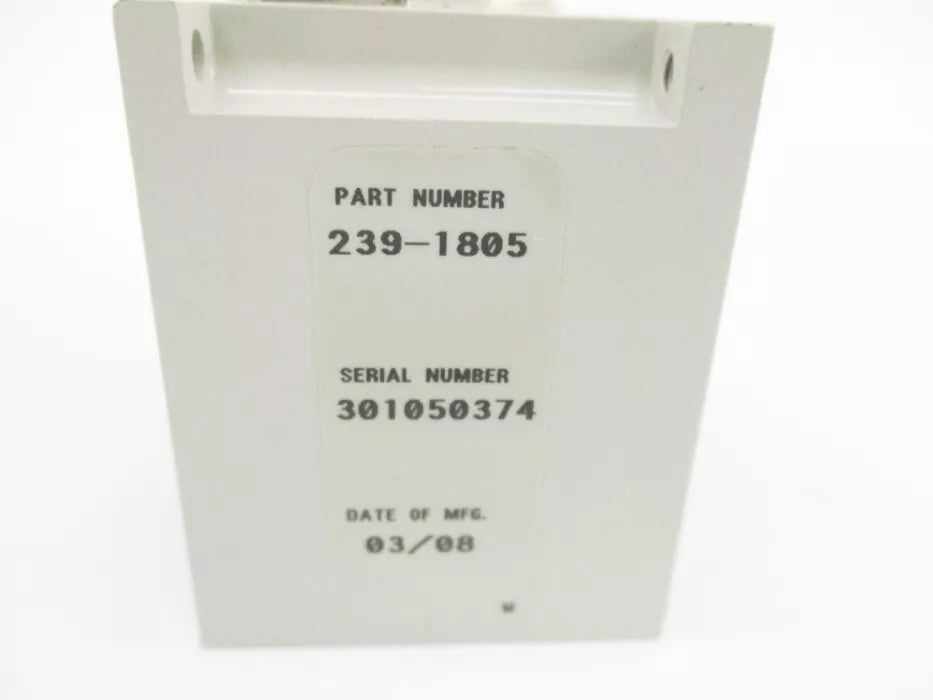 PART NUMBER
239-1805
SERIAL NUMBER
301050374
DATE OF MFG.
03/08